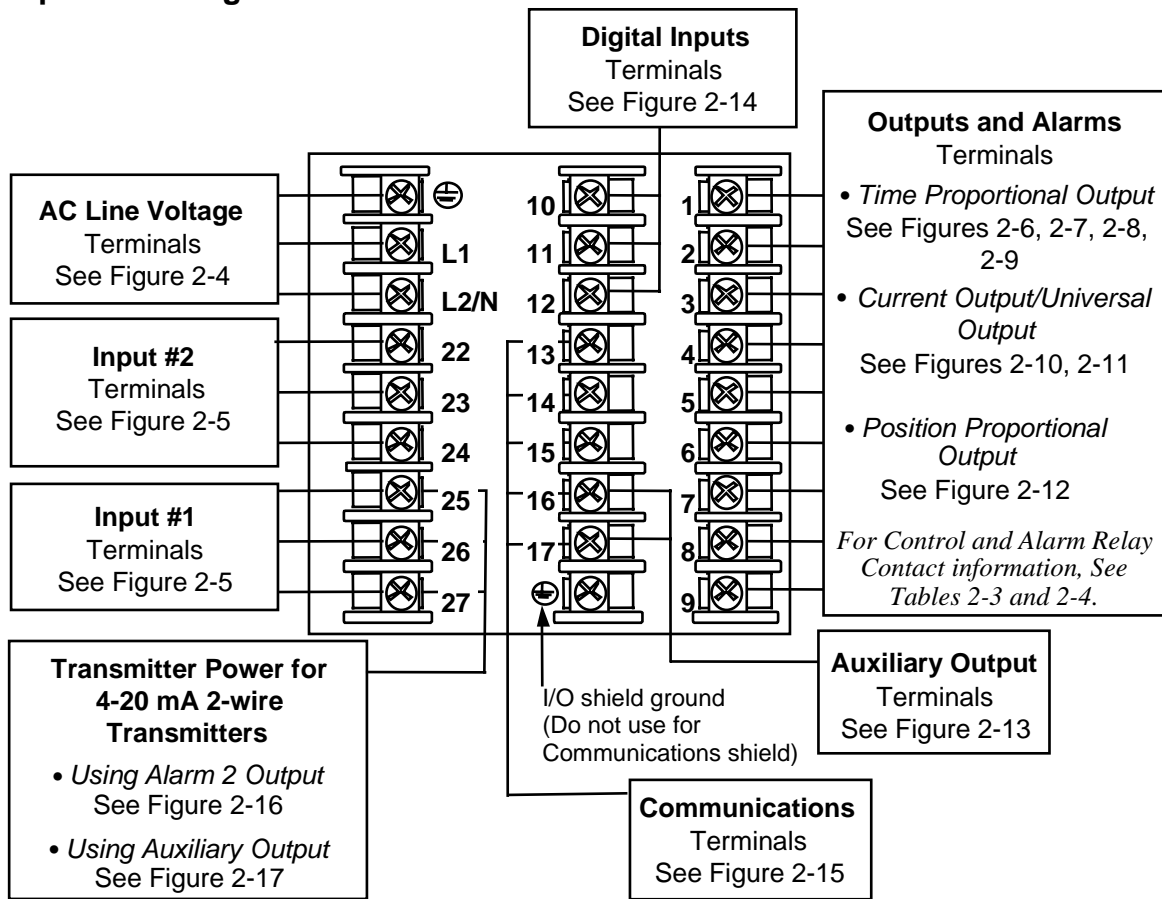 Digital Inputs
Terminals
See Figure 2-14
Outputs and Alarms
Terminals
• Time Proportional Output
See Figures 2-6, 2-7, 2-8,
2-9
• Current Output/Universal
Output
See Figures 2-10, 2-11
• Position Proportional
Output
See Figure 2-12
For Control and Alarm Relay
Contact information, See
Tables 2-3 and 2-4.
AC Line Voltage
Terminals
See Figure 2-4
Input #2
Terminals
See Figure 2-5
Input #1
Terminals
See Figure 2-5
L1
L2/N
22
23
24
25
26
27
10
11
12
13
14
15
16
17
1
2
3
4
5
6
7
8
9
Transmitter Power for
4-20 mA 2-wire
Transmitters
• Using Alarm 2 Output
See Figure 2-16
• Using Auxiliary Output
See Figure 2-17
I/O shield ground
(Do not use for
Communications shield)
Auxiliary Output
Terminals
See Figure 2-13
Communications
Terminals
See Figure 2-15